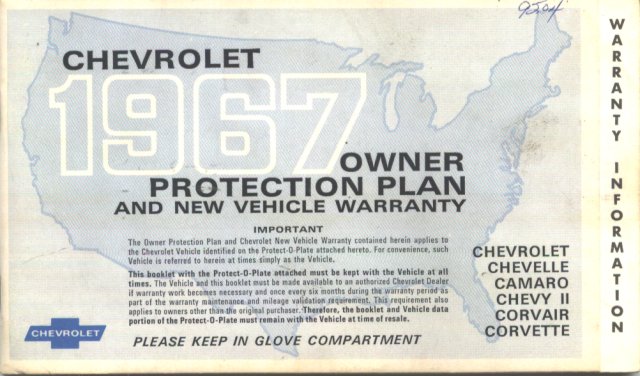 95.04
CHEVROLET
1967
OWNER
PROTECTION PLAN
AND NEW VEHICLE WARRANTY
IMPORTANT
The Owner Protection Plan and Chevrolet New Vehicle Warranty contained herein applies to
the Chevrolet Vehicle identified on the Protect-O-Plate attached hereto. For convenience, such
Vehicle is referred to herein at times simply as the Vehicle.
This booklet with the Protect-O-Plate attached must be kept with the Vehicle at all
times. The Vehicle and this booklet must be made available to an authorized Chevrolet Dealer
if warranty work becomes necessary and once every six months during the warranty period as
part of the warranty maintenance and mileage validation requirement. This requirement also
applies to owners other than the original purchaser. Therefore, the booklet and Vehicle data
portion of the Protect-O-Plate must remain with the Vehicle at time of resale.
CHEVROLET
PLEASE KEEP IN GLOVE COMPARTMENT
CHEVROLET
CHEVELLE
CAMARO
CHEVY II
CORVAIR
CORVETTE
WARRANTY INFORMATION